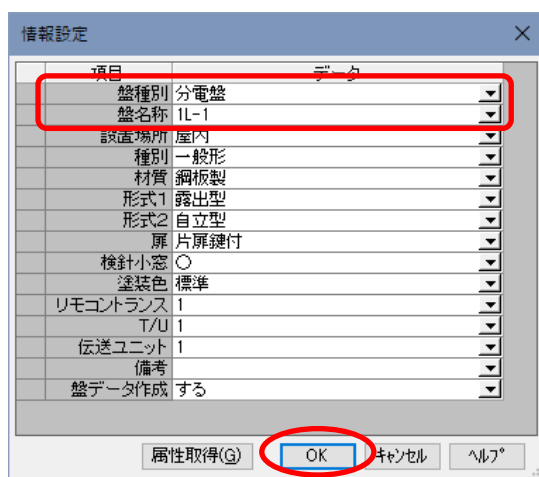 情報設定
項目 データ
盤種別 分電盤
盤名称 1L-1
設置場所 屋内
種別 一般形
材質 鋼板製
形式1 露出型
形式2 自立型
扉 片扉鍵付
検針小窓 〇
塗装色 標準
リモコントランス 1
T/U 1
伝送ユニット 1
備考
盤データ作成 する
属性取得(G) OK キャンセル ヘルプ